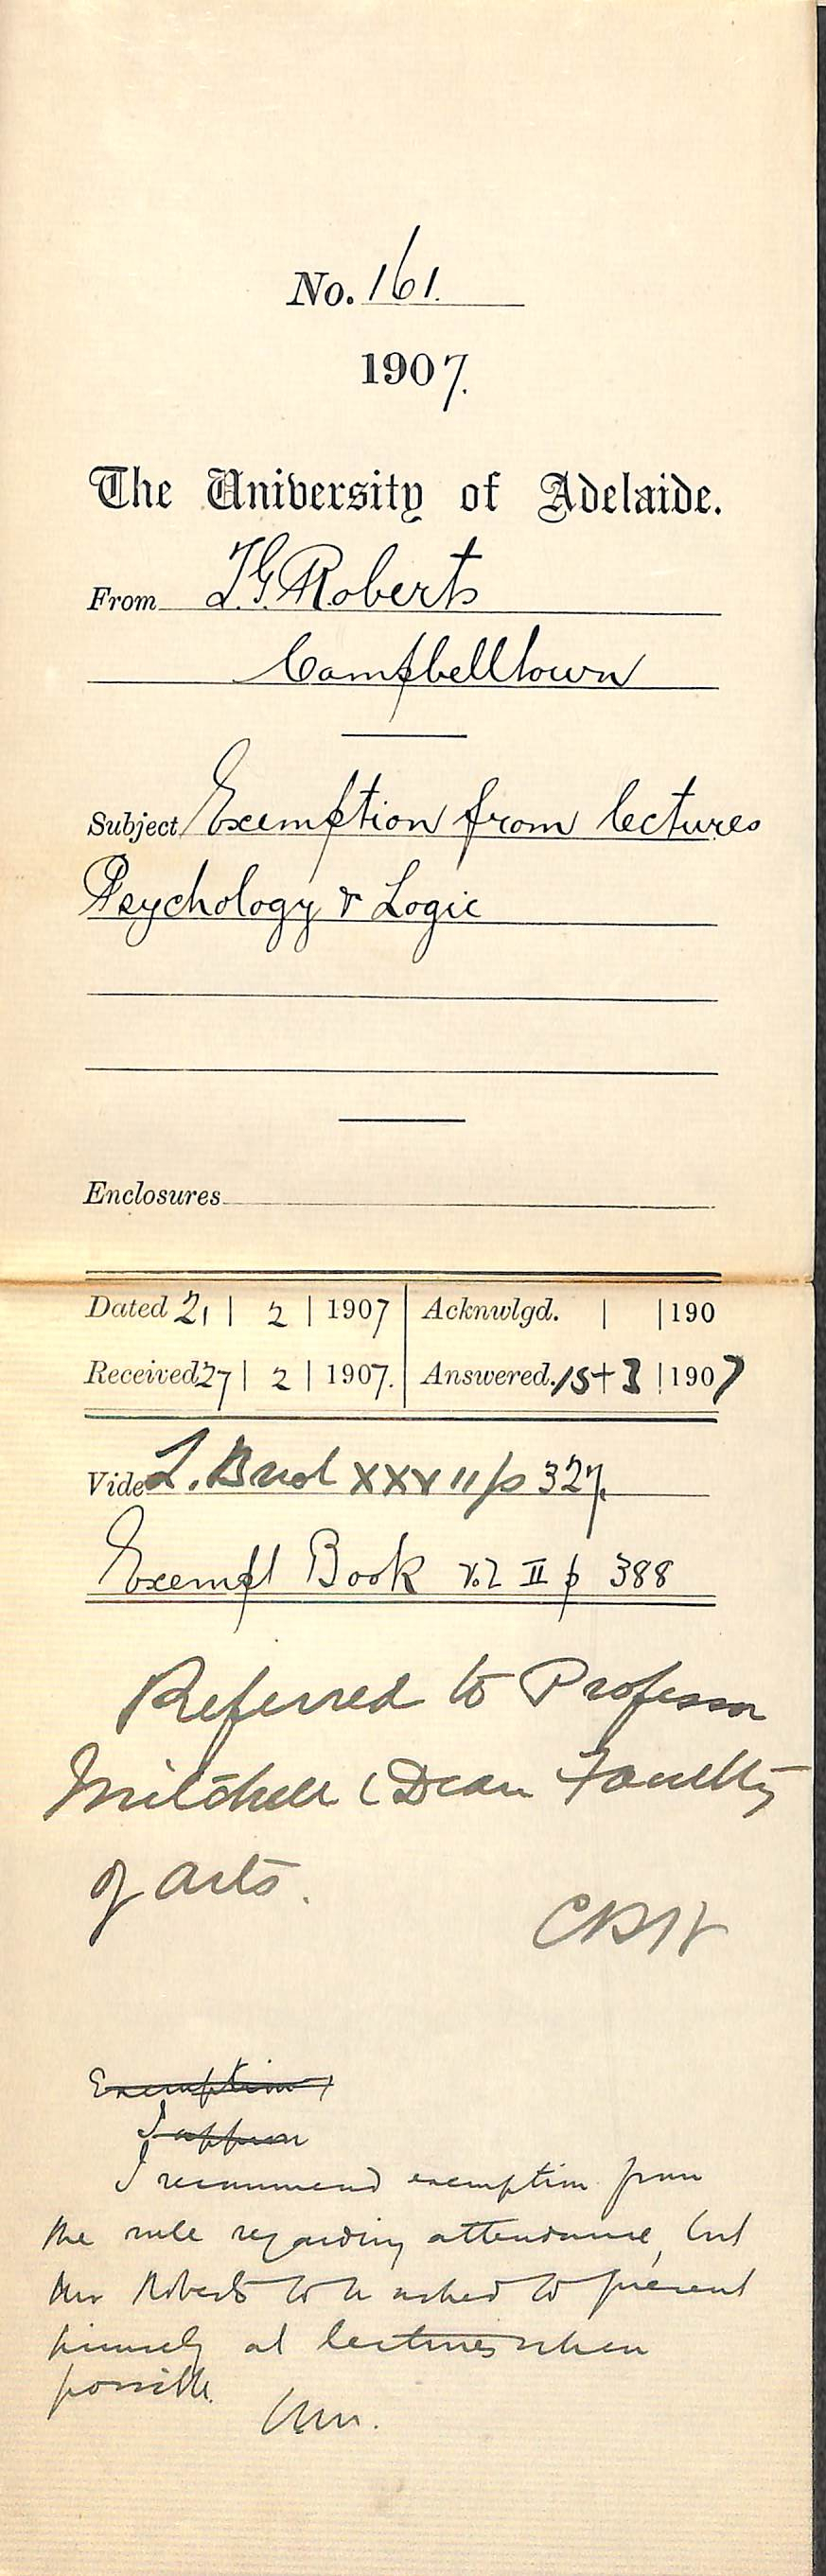 No. 161.
1907.
The University of Adelaide.
From T.G. Roberts
Campbelltown
Subject Exemption from lectures
Psychology & Logic
Enclosures
Dated 21 | 2 | 1907 | Acknwlgd. | | 190
Received 27 | 2 | 1907. | Answered. 15 + 3 | 1907
Vide L. Book XXVII p 327.
Exempt Book Vol II p 388
Referred to Professor
Mitchell (Dean Faculty
of Arts.
Exemption
I approve
I recommend exemption from
the rule regarding attendance, but
Mr Roberts to be asked to present
himself at lectures when
possible.
WM.